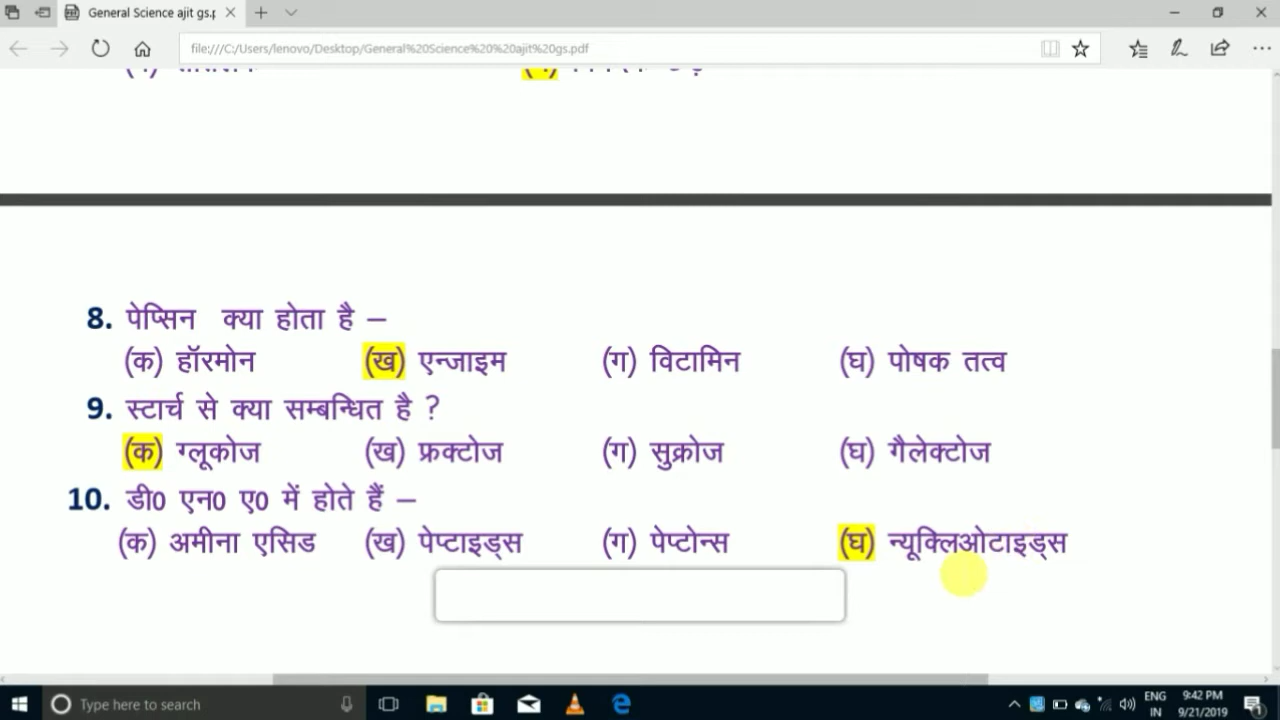 General Science ajit gs.p
file:///C:/Users/lenovo/Desktop/General%20Science%20%20ajit%20gs.pdf
8. पेप्सिन क्या होता है –
(क) हॉरमोन (ख) एन्जाइम (ग) विटामिन (घ) पोषक तत्व
9. स्टार्च से क्या सम्बन्धित है ?
(क) ग्लूकोज (ख) फ्रक्टोज (ग) सुक्रोज (घ) गैलेक्टोज
10. डी0 एन0 ए0 में होते हैं –
(क) अमीना एसिड (ख) पेप्टाइड्स (ग) पेप्टोन्स (घ) न्यूक्लिओटाइड्स
Type here to search
ENG 9:42 PM
IN 9/21/2019
1